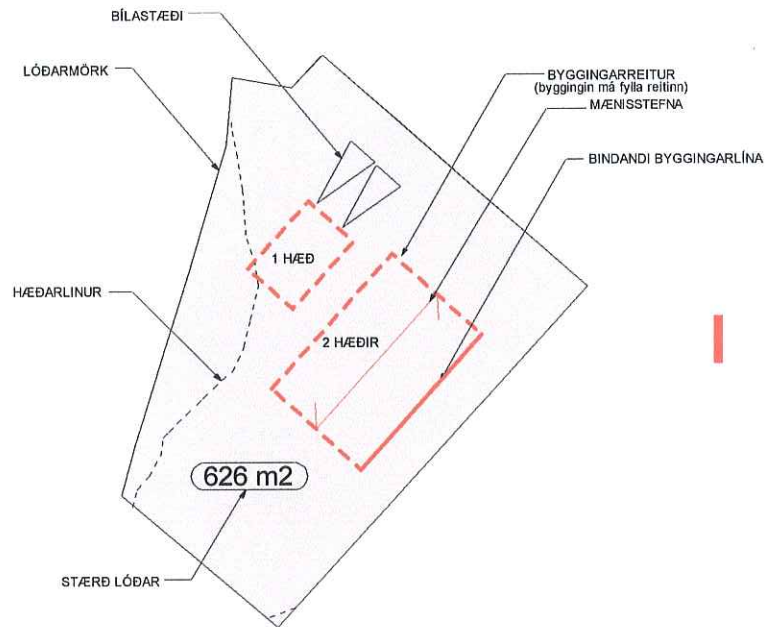 BÍLASTÆÐI
LÓÐARMÖRK
BYGGINGARREITUR
(byggingin má fylla reitinn)
MÆNISSTEFNA
BINDANDI BYGGINGARLÍNA
1 HÆÐ
HÆÐARLINUR
2 HÆÐIR
626 m2
STÆRÐ LÓÐAR